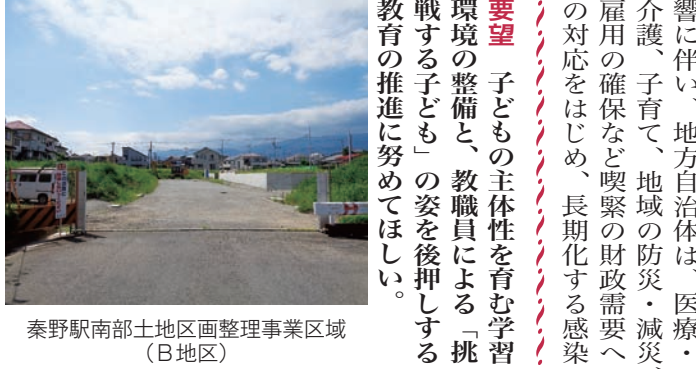 響に伴い、地方自治体は、医療・
介護、子育て、地域の防災・減災、
雇用の確保など喫緊の財政需要へ
の対応をはじめ、長期化する感染
要望　子どもの主体性を育む学習
環境の整備と、教職員による「挑
戦する子ども」の姿を後押しする
教育の推進に努めてほしい。
秦野駅南部土地区画整理事業区域
（B地区）